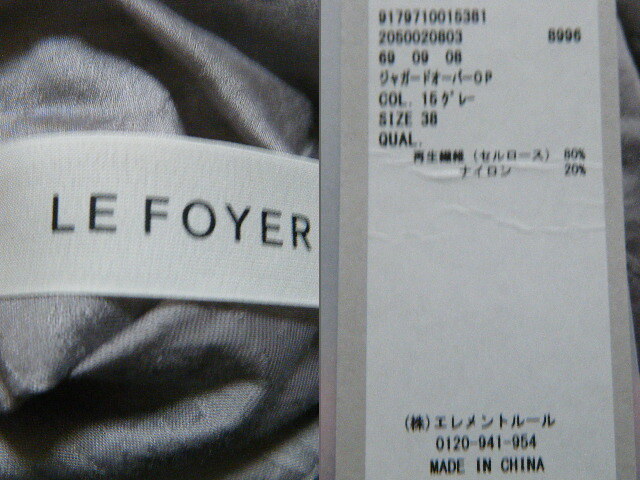 LE FOYER
9179710015381
2050020803 8996
69 09 08
ジャガードオーバーOP
COL. 15グレー
SIZE 38
QUAL.
再生繊維 (セルロース) 80%
ナイロン 20%
(株)エレメントルール
0120-941-954
MADE IN CHINA